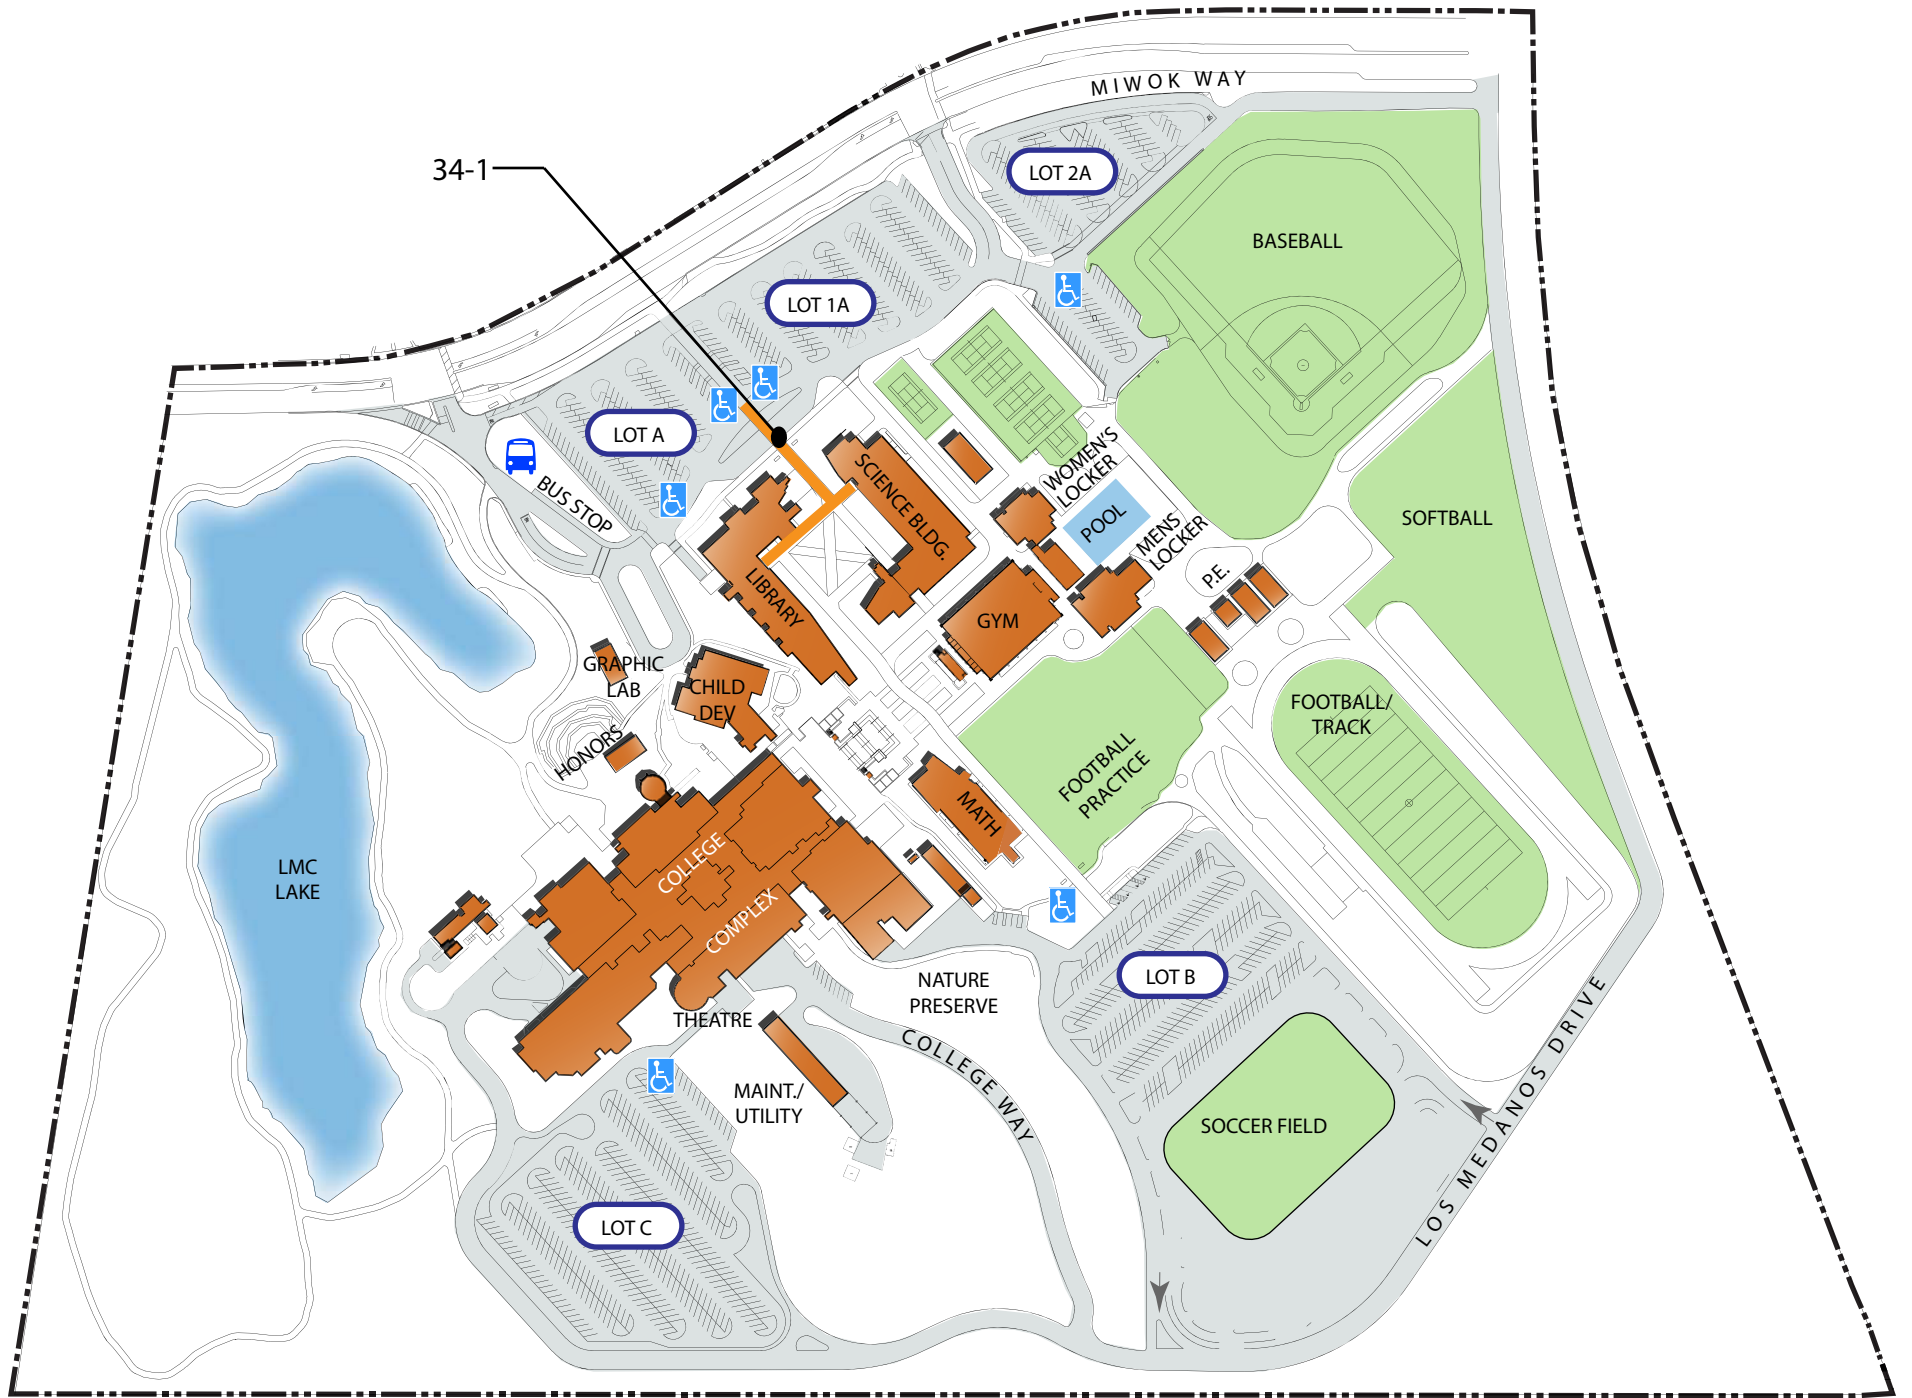 MIWOK WAY
34-1
LOT 2A
BASEBALL
LOT 1A
LOT A
BUS STOP
SCIENCE BLDG.
WOMEN'S
LOCKER
POOL
MENS
LOCKER
SOFTBALL
P.E.
LIBRARY
GYM
GRAPHIC
LAB
CHILD
DEV
HONORS
FOOTBALL/
TRACK
FOOTBALL
PRACTICE
MATH
LMC
LAKE
COLLEGE
COMPLEX
NATURE
PRESERVE
LOT B
THEATRE
COLLEGE WAY
MAINT./
UTILITY
SOCCER FIELD
LOS MEDANOS DRIVE
LOT C